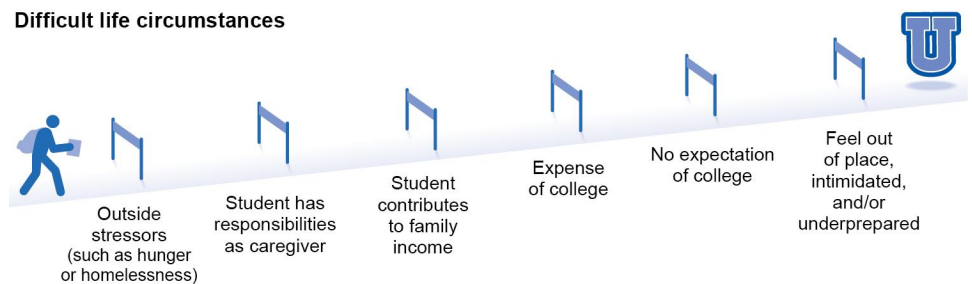 Difficult life circumstances
U
Outside
stressors
(such as hunger
or homelessness)
Student has
responsibilities
as caregiver
Student
contributes
to family
income
Expense
of college
No expectation
of college
Feel out
of place,
intimidated,
and/or
underprepared